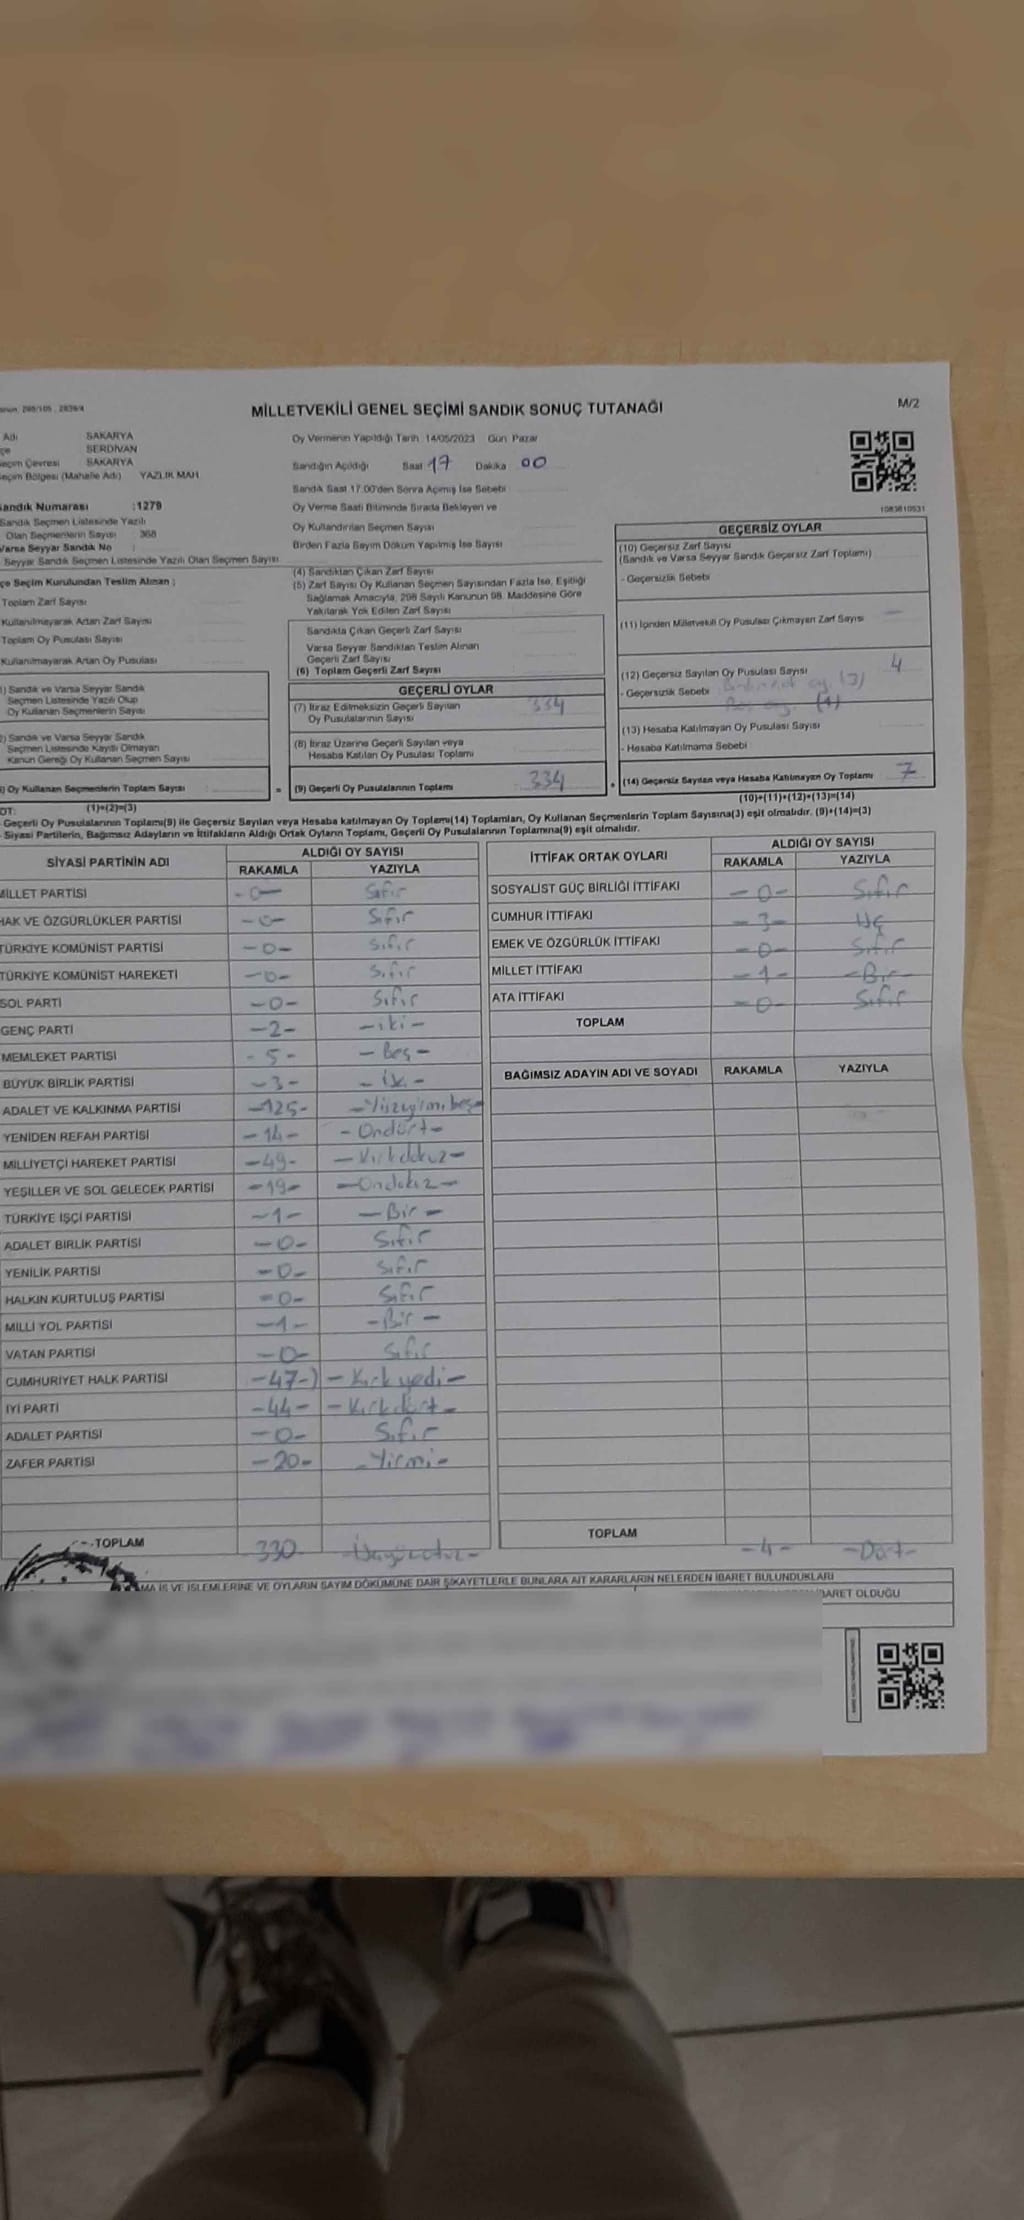 M/2
MİLLETVEKİLİ GENEL SEÇİMİ SANDIK SONUÇ TUTANAĞI
Adı SAKARYA
SERDİVAN
eçim Çevresi SAKARYA
eçim Bölgesi (Mahalle Adı) YAZLIK MAH.
andık Numarası :1279
Sandık Seçmen Listesinde Yazılı
Olan Seçmenlerin Sayısı 368
Varsa Seyyar Sandık No :
Seyyar Sandık Seçmen Listesinde Yazılı Olan Seçmen Sayısı
çe Seçim Kurulundan Teslim Alınan ;
Toplam Zarf Sayısı
Kullanılmayarak Artan Zarf Sayısı
Toplam Oy Pusulası Sayısı
Kullanılmayarak Artan Oy Pusulası
1) Sandık ve Varsa Seyyar Sandık
Seçmen Listesinde Yazılı Olup
Oy Kullanan Seçmenlerin Sayısı
) Sandık ve Varsa Seyyar Sandık
Seçmen Listesinde Kaydı Olmayan
Kanun Gereği Oy Kullanan Seçmen Sayısı
) Oy Kullanan Seçmenlerin Toplam Sayısı
Oy Vermenin Yapıldığı Tarih :14/05/2023 Gün: Pazar
Sandığın Açıldığı Saat 17 Dakika 00
Sandık Saat 17:00'den Sonra Açılmış İse Sebebi
Oy Verme Saati Bitiminde Sırada Bekleyen ve
Oy Kullandırılan Seçmen Sayısı
Birden Fazla Sayım Döküm Yapılmış İse Sayısı
(4) Sandıktan Çıkan Zarf Sayısı
(5) Zarf Sayısı Oy Kullanan Seçmen Sayısından Fazla İse, Eşitliği
Sağlamak Amacıyla, 298 Sayılı Kanunun 98. Maddesine Göre
Yakılarak Yok Edilen Zarf Sayısı
Sandıkta Çıkan Geçerli Zarf Sayısı
Varsa Seyyar Sandıktan Teslim Alınan
Geçerli Zarf Sayısı
(6) Toplam Geçerli Zarf Sayısı
GEÇERLİ OYLAR
(7) İtiraz Edilmeksizin Geçerli Sayılan
Oy Pusulalarının Sayısı 334
(8) İtiraz Üzerine Geçerli Sayılan veya
Hesaba Katılan Oy Pusulası Toplamı
= (9) Geçerli Oy Pusulalarının Toplamı 334 +
1083810531
GEÇERSİZ OYLAR
(10) Geçersiz Zarf Sayısı
(Sandık ve Varsa Seyyar Sandık Geçersiz Zarf Toplamı)
- Geçersizlik Sebebi
(11) İçinden Milletvekili Oy Pusulası Çıkmayan Zarf Sayısı —
(12) Geçersiz Sayılan Oy Pusulası Sayısı 4
- Geçersizlik Sebebi oy (3)
(1)
(13) Hesaba Katılmayan Oy Pusulası Sayısı
- Hesaba Katılmama Sebebi
(14) Geçersiz Sayılan veya Hesaba Katılmayan Oy Toplamı 7
OT: (1)+(2)=(3) (10)+(11)+(12)+(13)=(14)
Geçerli Oy Pusulalarının Toplamı(9) ile Geçersiz Sayılan veya Hesaba katılmayan Oy Toplamı(14) Toplamları, Oy Kullanan Seçmenlerin Toplam Sayısına(3) eşit olmalıdır. (9)+(14)=(3)
Siyasi Partilerin, Bağımsız Adayların ve İttifakların Aldığı Ortak Oyların Toplamı, Geçerli Oy Pusulalarının Toplamına(9) eşit olmalıdır.
SİYASİ PARTİNİN ADI ALDIĞI OY SAYISI
RAKAMLA YAZIYLA
MİLLET PARTİSİ -0- Sıfır
HAK VE ÖZGÜRLÜKLER PARTİSİ -0- Sıfır
TÜRKİYE KOMÜNİST PARTİSİ -0- Sıfır
TÜRKİYE KOMÜNİST HAREKETİ -0- Sıfır
SOL PARTİ -0- Sıfır
GENÇ PARTİ -2- -iki-
MEMLEKET PARTİSİ -5- -Beş-
BÜYÜK BİRLİK PARTİSİ -3-
ADALET VE KALKINMA PARTİSİ -125- -Yüzyirmibeş
YENİDEN REFAH PARTİSİ -14- -Ondört-
MİLLİYETÇİ HAREKET PARTİSİ -49- -Kırkdokuz-
YEŞİLLER VE SOL GELECEK PARTİSİ -19- -Ondokuz-
TÜRKİYE İŞÇİ PARTİSİ -1- -Bir-
ADALET BİRLİK PARTİSİ -0- Sıfır
YENİLİK PARTİSİ -0- Sıfır
HALKIN KURTULUŞ PARTİSİ -0- Sıfır
MİLLİ YOL PARTİSİ -1- -Bir-
VATAN PARTİSİ -0- Sıfır
CUMHURİYET HALK PARTİSİ -47-) -Kırkyedi-
İYİ PARTİ -44- -Kırkdört-
ADALET PARTİSİ -0- Sıfır
ZAFER PARTİSİ -20- -Yirmi-
TOPLAM 330 -Üçyüzotuz-
İTTİFAK ORTAK OYLARI ALDIĞI OY SAYISI
RAKAMLA YAZIYLA
SOSYALİST GÜÇ BİRLİĞİ İTTİFAKI -0- Sıfır
CUMHUR İTTİFAKI -3- Üç
EMEK VE ÖZGÜRLÜK İTTİFAKI -0- Sıfır
MİLLET İTTİFAKI -1- -Bir-
ATA İTTİFAKI -0- Sıfır
TOPLAM
BAĞIMSIZ ADAYIN ADI VE SOYADI RAKAMLA YAZIYLA
TOPLAM -4- -Dört-
MA İŞ VE İŞLEMLERİNE VE OYLARIN SAYIM DÖKÜMÜNE DAİR ŞİKAYETLERLE BUNLARA AİT KARARLARIN NELERDEN İBARET BULUNDUKLARI
İBARET OLDUĞU